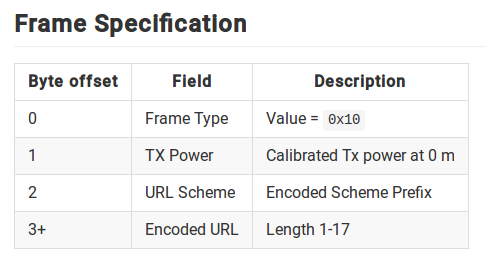 Frame Specification
Byte offset Field Description
0 Frame Type Value = 0x10
1 TX Power Calibrated Tx power at 0 m
2 URL Scheme Encoded Scheme Prefix
3+ Encoded URL Length 1-17